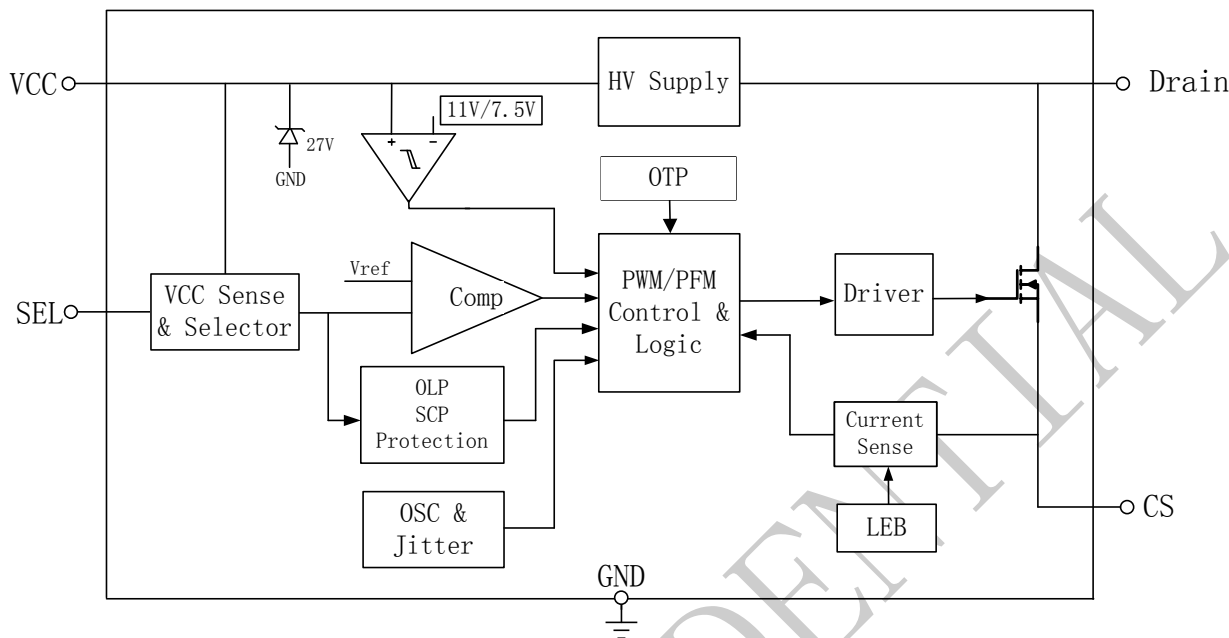 VCC
HV Supply
Drain
11V/7.5V
+ -
27V
GND
OTP
Vref
Comp
PWM/PFM
Control &
Logic
Driver
SEL
VCC Sense
& Selector
OLP
SCP
Protection
Current
Sense
OSC &
Jitter
LEB
CS
GND
DENTIAL